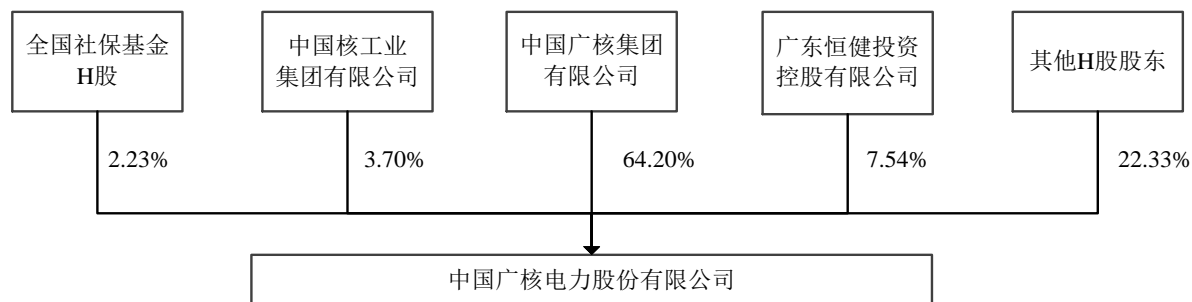 全国社保基金
H股
中国核工业
集团有限公司
中国广核集团
有限公司
广东恒健投资
控股有限公司
其他H股股东
2.23%
3.70%
64.20%
7.54%
22.33%
中国广核电力股份有限公司